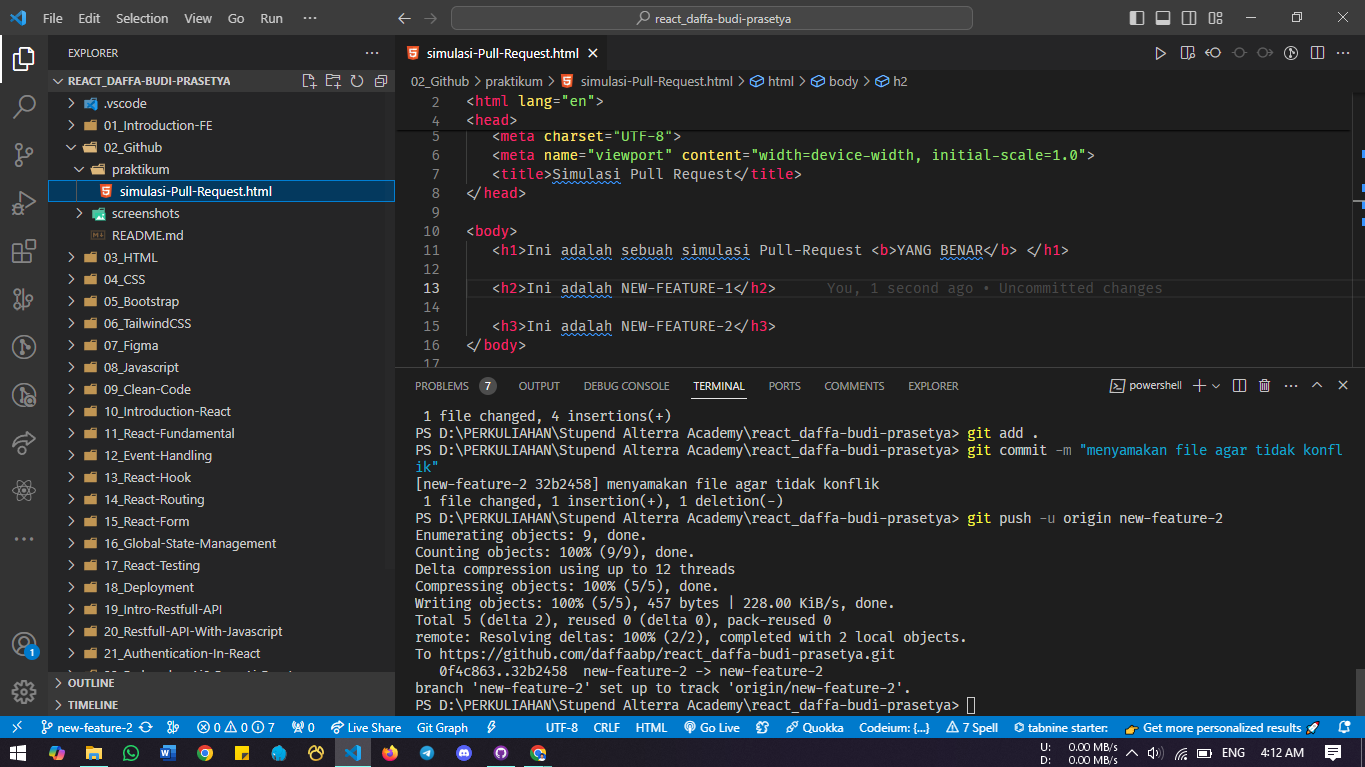 File Edit Selection View Go Run ···
react_daffa-budi-prasetya
EXPLORER
REACT_DAFFA-BUDI-PRASETYA
.vscode
01_Introduction-FE
02_Github
praktikum
simulasi-Pull-Request.html
screenshots
README.md
03_HTML
04_CSS
05_Bootstrap
06_TailwindCSS
07_Figma
08_Javascript
09_Clean-Code
10_Introduction-React
11_React-Fundamental
12_Event-Handling
13_React-Hook
14_React-Routing
15_React-Form
16_Global-State-Management
17_React-Testing
18_Deployment
19_Intro-Restfull-API
20_Restfull-API-With-Javascript
21_Authentication-In-React
OUTLINE
TIMELINE
simulasi-Pull-Request.html
02_Github > praktikum > simulasi-Pull-Request.html > html > body > h2
2 <html lang="en">
4 <head>
5 <meta charset="UTF-8">
6 <meta name="viewport" content="width=device-width, initial-scale=1.0">
7 <title>Simulasi Pull Request</title>
8 </head>
9
10 <body>
11 <h1>Ini adalah sebuah simulasi Pull-Request <b>YANG BENAR</b> </h1>
12
13 <h2>Ini adalah NEW-FEATURE-1</h2> You, 1 second ago • Uncommitted changes
14
15 <h3>Ini adalah NEW-FEATURE-2</h3>
16 </body>
17
PROBLEMS 7 OUTPUT DEBUG CONSOLE TERMINAL PORTS COMMENTS EXPLORER powershell
1 file changed, 4 insertions(+)
PS D:\PERKULIAHAN\Stupend Alterra Academy\react_daffa-budi-prasetya> git add .
PS D:\PERKULIAHAN\Stupend Alterra Academy\react_daffa-budi-prasetya> git commit -m "menyamakan file agar tidak konfl
ik"
[new-feature-2 32b2458] menyamakan file agar tidak konflik
1 file changed, 1 insertion(+), 1 deletion(-)
PS D:\PERKULIAHAN\Stupend Alterra Academy\react_daffa-budi-prasetya> git push -u origin new-feature-2
Enumerating objects: 9, done.
Counting objects: 100% (9/9), done.
Delta compression using up to 12 threads
Compressing objects: 100% (5/5), done.
Writing objects: 100% (5/5), 457 bytes | 228.00 KiB/s, done.
Total 5 (delta 2), reused 0 (delta 0), pack-reused 0
remote: Resolving deltas: 100% (2/2), completed with 2 local objects.
To https://github.com/daffaabp/react_daffa-budi-prasetya.git
0f4c863..32b2458 new-feature-2 -> new-feature-2
branch 'new-feature-2' set up to track 'origin/new-feature-2'.
PS D:\PERKULIAHAN\Stupend Alterra Academy\react_daffa-budi-prasetya>
1
new-feature-2 0 0 7 0 Live Share Git Graph UTF-8 CRLF HTML Go Live Quokka Codeium: {...} 7 Spell tabnine starter: Get more personalized results
U: 0.00 MB/s
D: 0.00 MB/s
ENG 4:12 AM